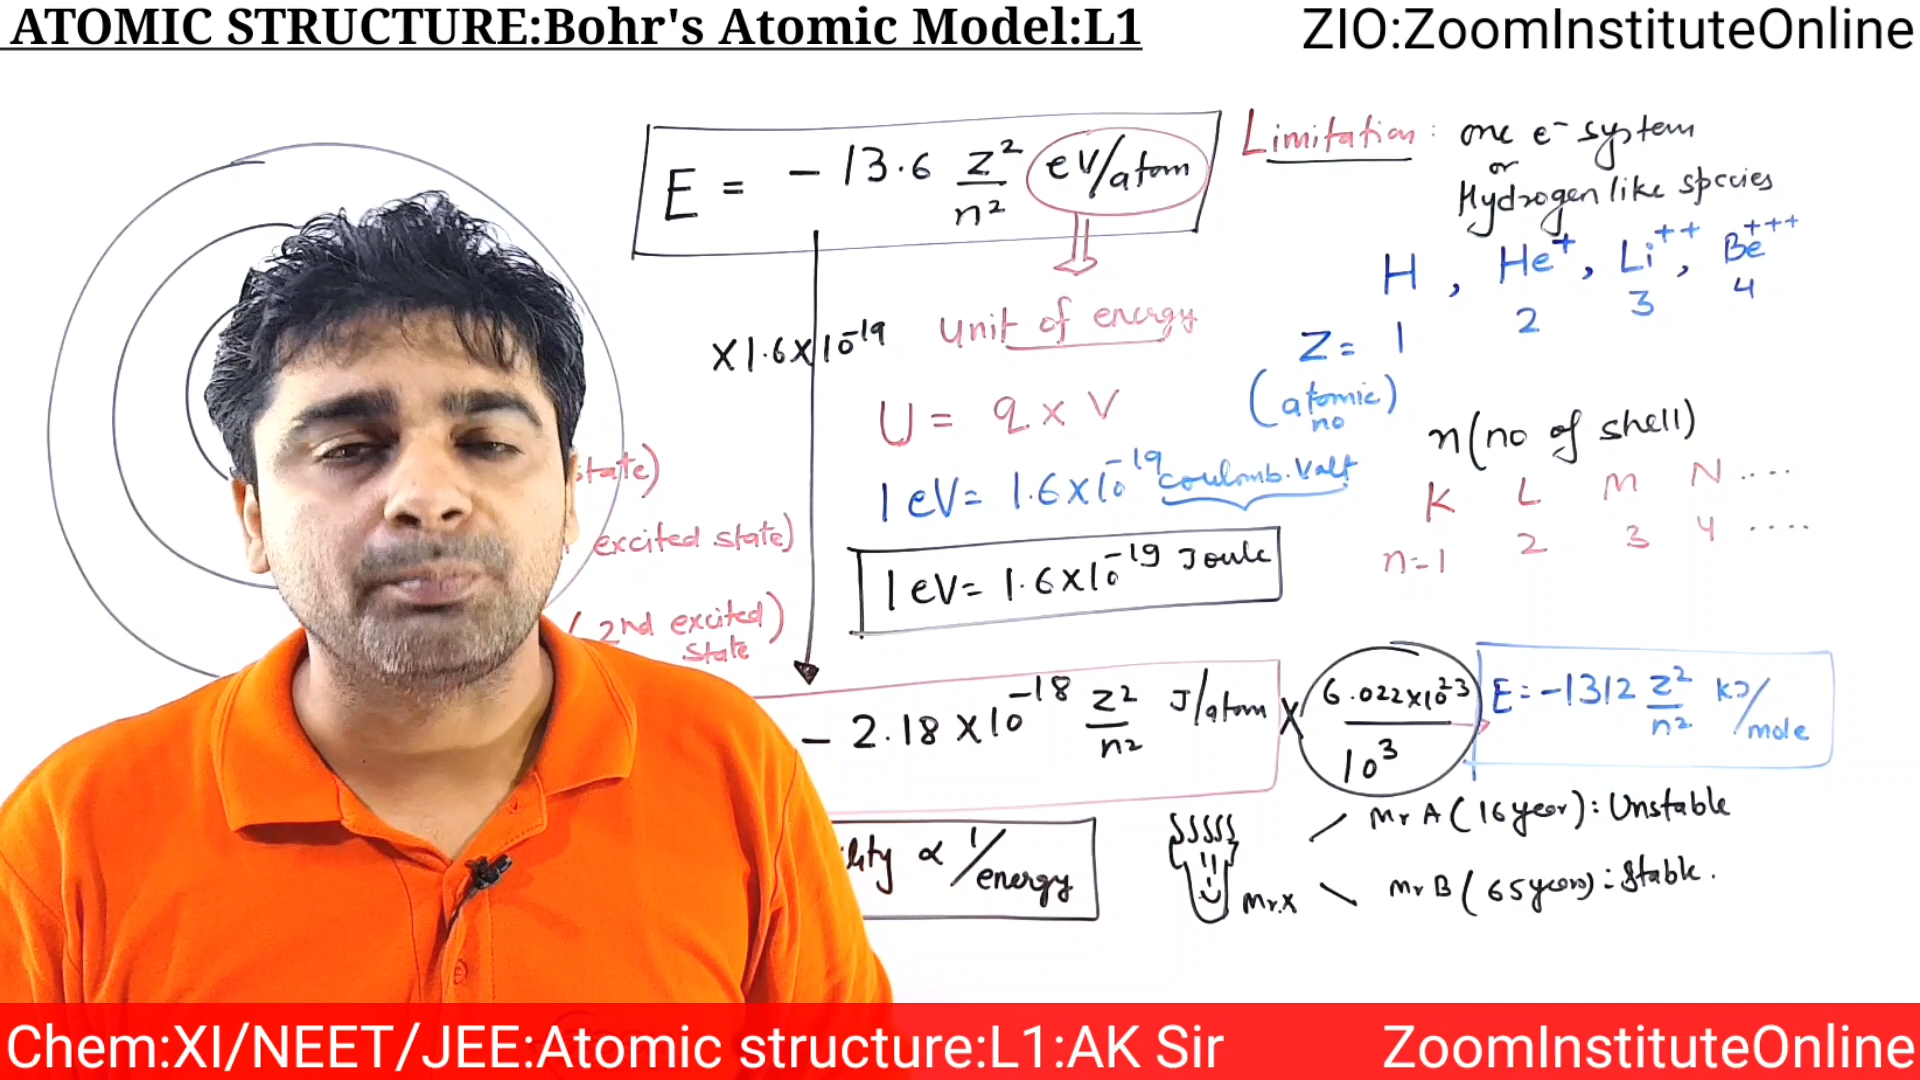 ATOMIC STRUCTURE:Bohr's Atomic Model:L1
ZIO:ZoomInstituteOnline
E = - 13.6 z²/n² eV/atom
Limitation : one e⁻ system
or
Hydrogen like species
H , He⁺, Li⁺⁺, Be⁺⁺⁺
Z = 1 2 3 4
(atomic no)
×1.6×10⁻¹⁹
Unit of energy
U = q × V
n (no of shell)
K L M N ....
n=1 2 3 4 ....
1 eV = 1.6×10⁻¹⁹ coulomb.Valt
1 eV = 1.6×10⁻¹⁹ Joule
state)
excited state)
(2nd excited)
state
- 2.18 ×10⁻¹⁸ z²/n² J/atom × 6.022×10²³/10³
E = -1312 z²/n² KJ/mole
lity ∝ 1/energy
Mr.X
Mr A (16 year) : Unstable
Mr B (65 years) : Stable.
Chem:XI/NEET/JEE:Atomic structure:L1:AK Sir
ZoomInstituteOnline